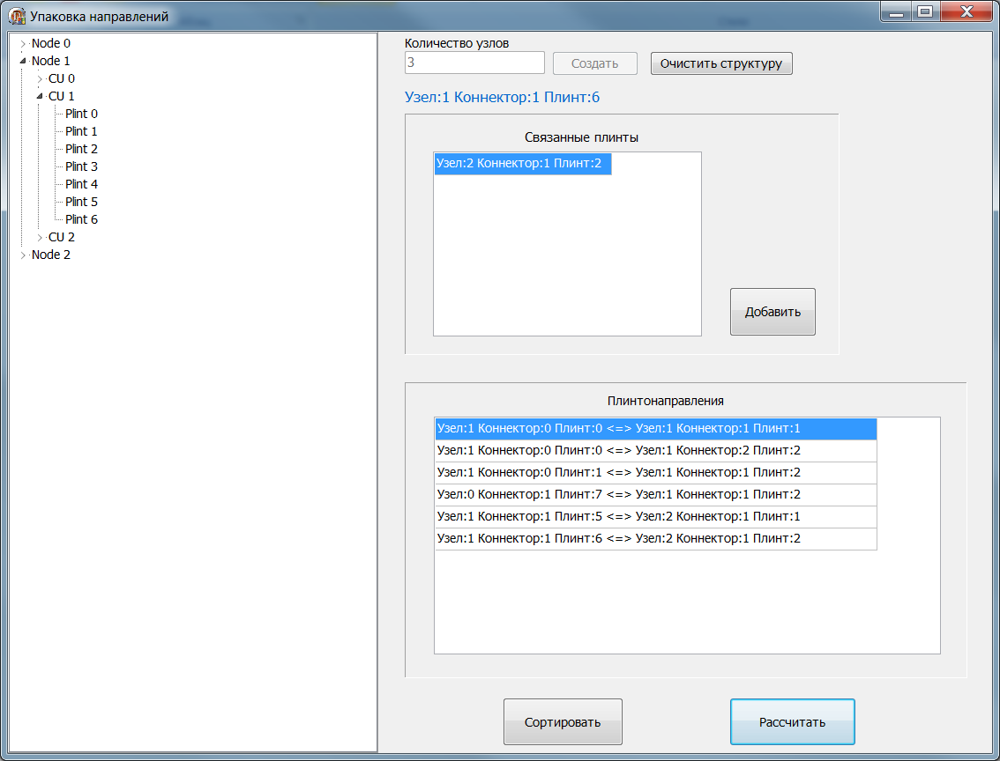 Упаковка направлений
Node 0
Node 1
CU 0
CU 1
Plint 0
Plint 1
Plint 2
Plint 3
Plint 4
Plint 5
Plint 6
CU 2
Node 2
Количество узлов
3
Создать
Очистить структуру
Узел:1 Коннектор:1 Плинт:6
Связанные плинты
Узел:2 Коннектор:1 Плинт:2
Добавить
Плинтонаправления
Узел:1 Коннектор:0 Плинт:0 <=> Узел:1 Коннектор:1 Плинт:1
Узел:1 Коннектор:0 Плинт:0 <=> Узел:1 Коннектор:2 Плинт:2
Узел:1 Коннектор:0 Плинт:1 <=> Узел:1 Коннектор:1 Плинт:2
Узел:0 Коннектор:1 Плинт:7 <=> Узел:1 Коннектор:1 Плинт:2
Узел:1 Коннектор:1 Плинт:5 <=> Узел:2 Коннектор:1 Плинт:1
Узел:1 Коннектор:1 Плинт:6 <=> Узел:2 Коннектор:1 Плинт:2
Сортировать
Рассчитать